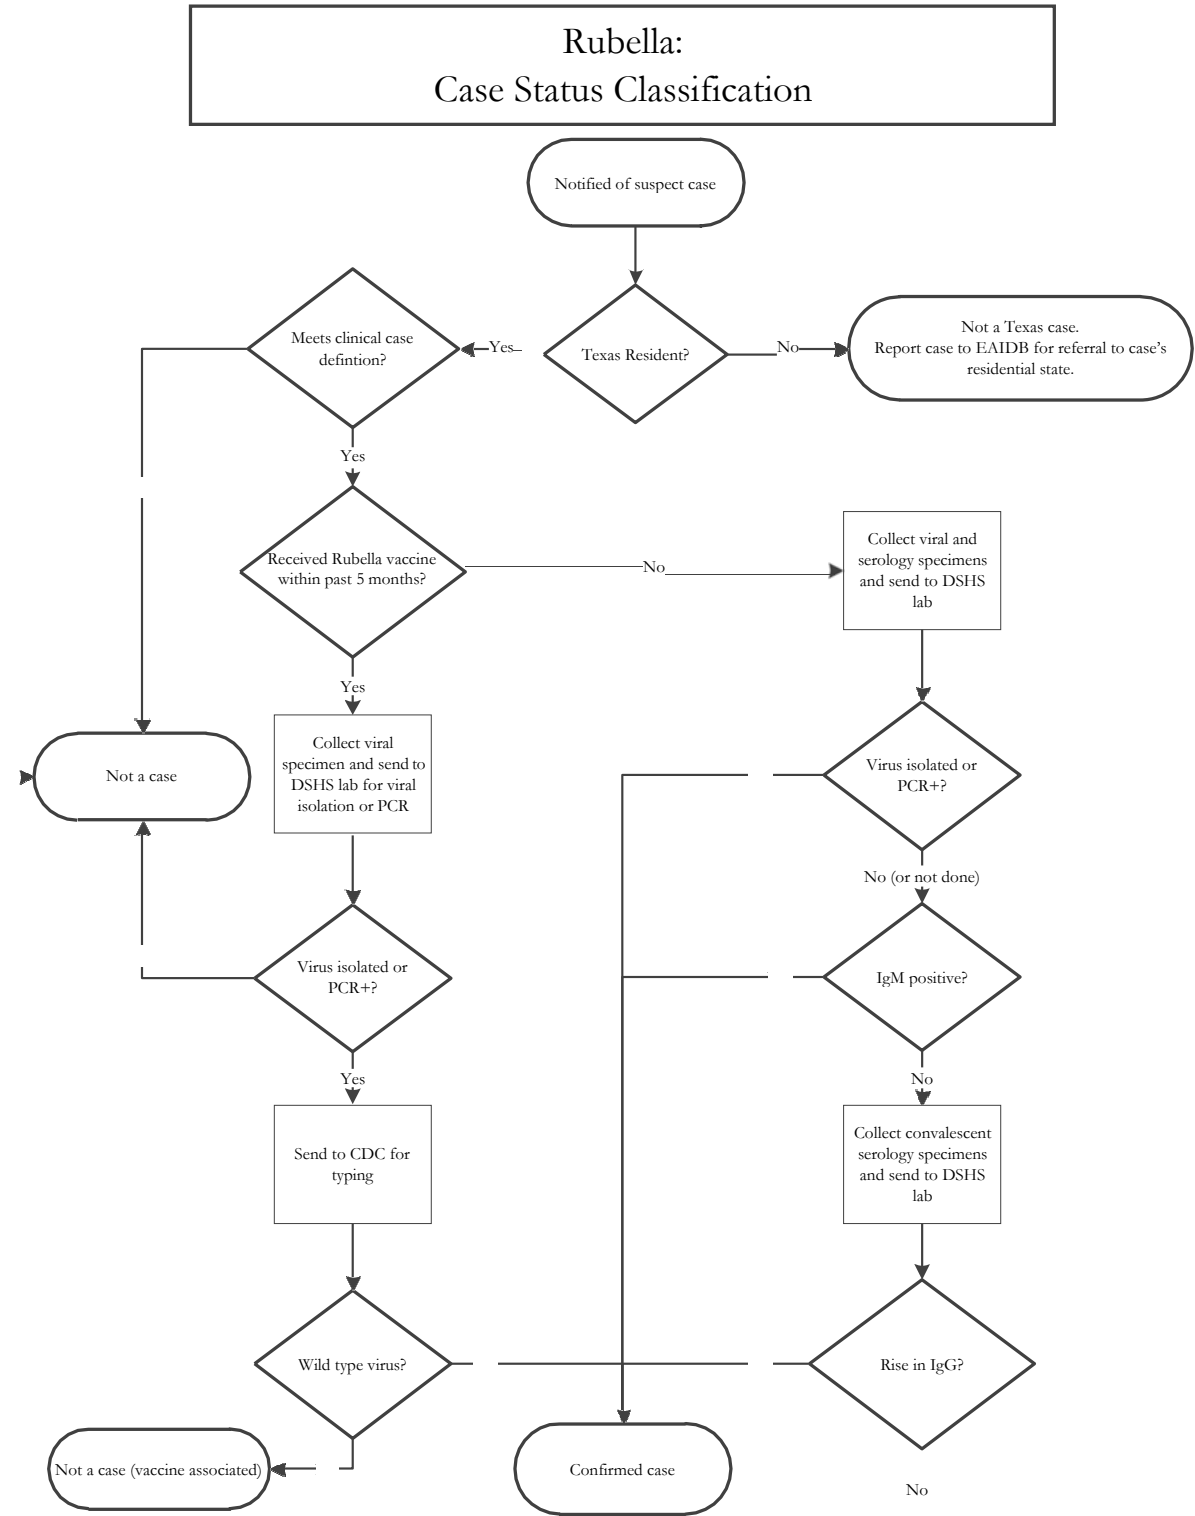 Rubella:
Case Status Classification
Notified of suspect case
Meets clinical case
defintion?
Yes
Texas Resident?
No
Not a Texas case.
Report case to EAIDB for referral to case's
residential state.
Yes
Received Rubella vaccine
within past 5 months?
No
Collect viral and
serology specimens
and send to DSHS
lab
Yes
Collect viral
specimen and send to
DSHS lab for viral
isolation or PCR
Not a case
Virus isolated or
PCR+?
No (or not done)
Virus isolated or
PCR+?
IgM positive?
Yes
No
Send to CDC for
typing
Collect convalescent
serology specimens
and send to DSHS
lab
Wild type virus?
Rise in IgG?
Not a case (vaccine associated)
Confirmed case
No